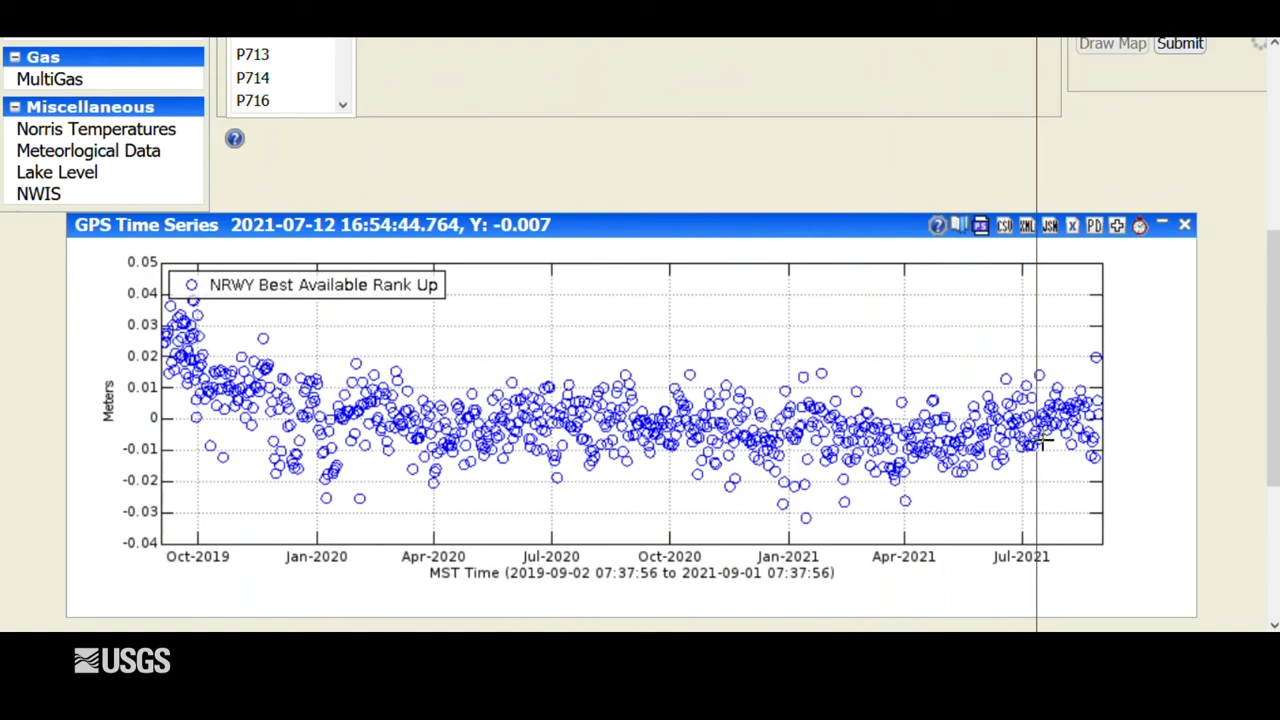 Gas
MultiGas
Miscellaneous
Norris Temperatures
Meteorlogical Data
Lake Level
NWIS
P713
P714
P716
Draw Map Submit
GPS Time Series 2021-07-12 16:54:44.764, Y: -0.007
CSV XML JSN X PD
NRWY Best Available Rank Up
Meters
0.05
0.04
0.03
0.02
0.01
0
-0.01
-0.02
-0.03
-0.04
Oct-2019 Jan-2020 Apr-2020 Jul-2020 Oct-2020 Jan-2021 Apr-2021 Jul-2021
MST Time (2019-09-02 07:37:56 to 2021-09-01 07:37:56)
USGS